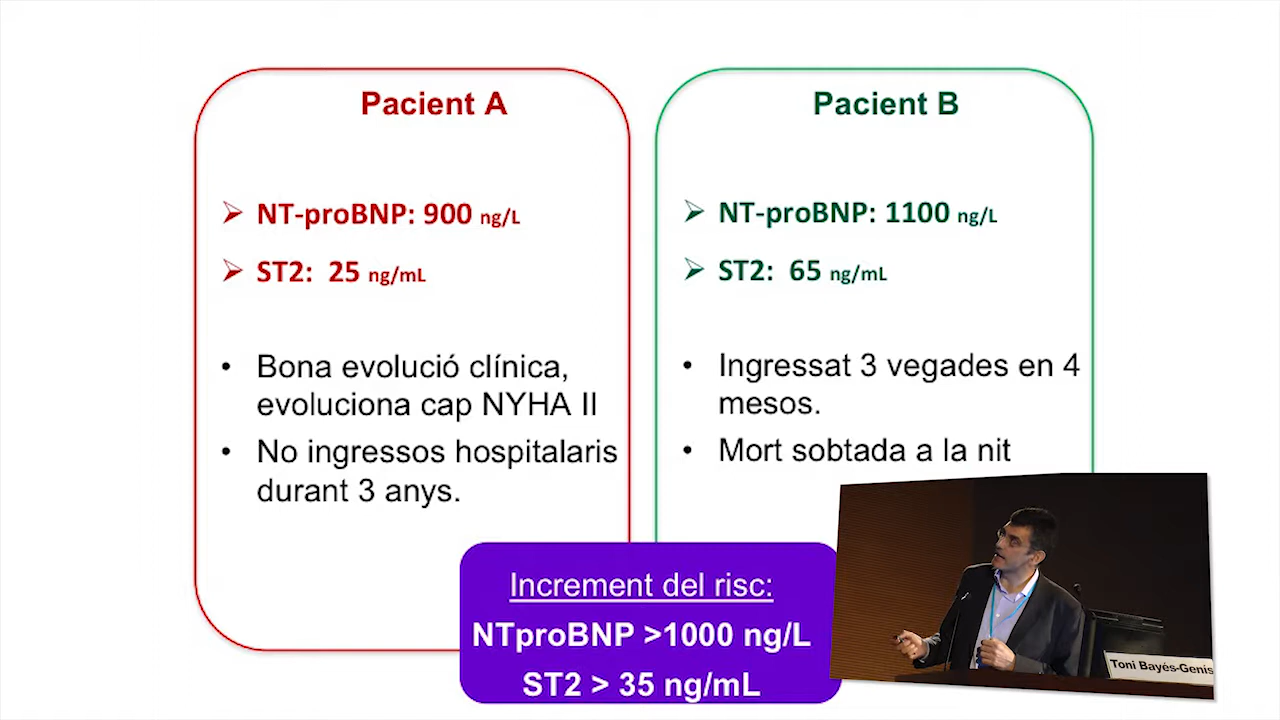 Pacient A
NT-proBNP: 900 ng/L
ST2: 25 ng/mL
Bona evolució clínica,
evoluciona cap NYHA II
No ingressos hospitalaris
durant 3 anys.
Pacient B
NT-proBNP: 1100 ng/L
ST2: 65 ng/mL
Ingressat 3 vegades en 4
mesos.
Mort sobtada a la nit
Increment del risc:
NTproBNP >1000 ng/L
ST2 > 35 ng/mL
Toni Bayés-Genis